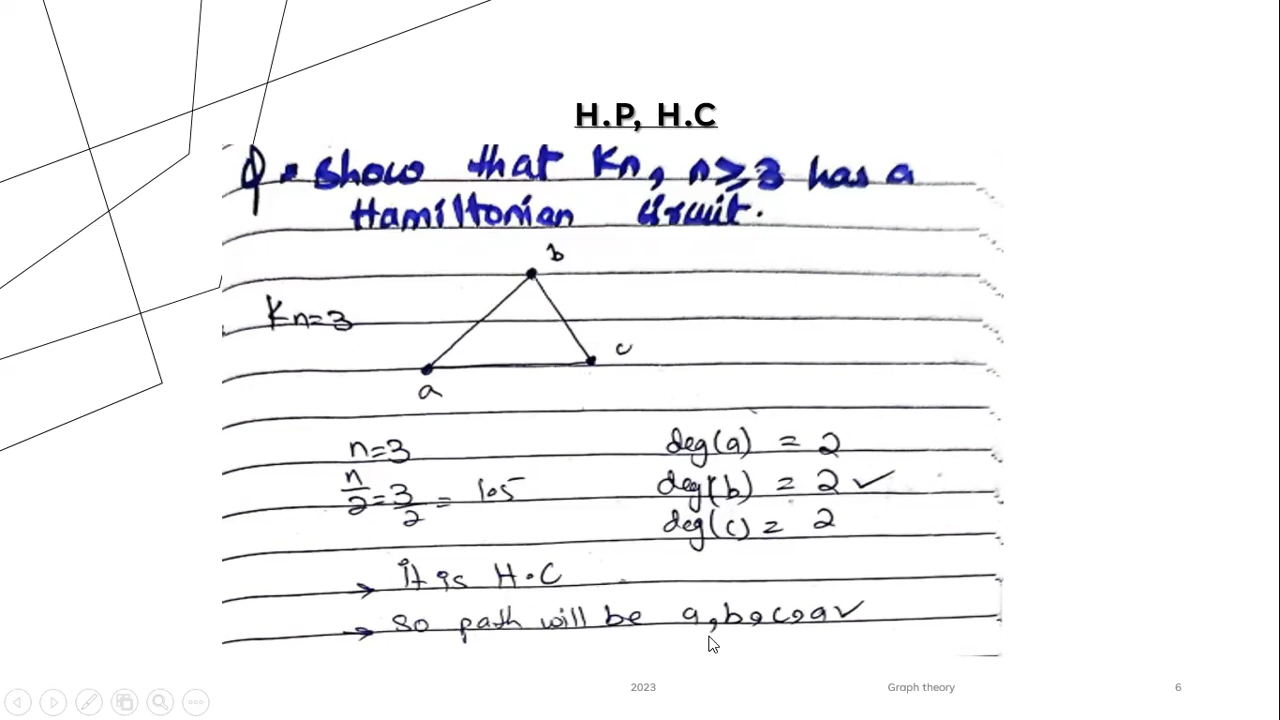 H.P, H.C
Q. show that Kn, n≥3 has a
Hamiltonian circuit.
b
Kn=3
c
a
n=3
deg(a) = 2
n/2 = 3/2 = 1.5
deg(b) = 2 ✓
deg(c) = 2
→ it is H.C
→ so path will be a,b,c,a ✓
2023
Graph theory
6